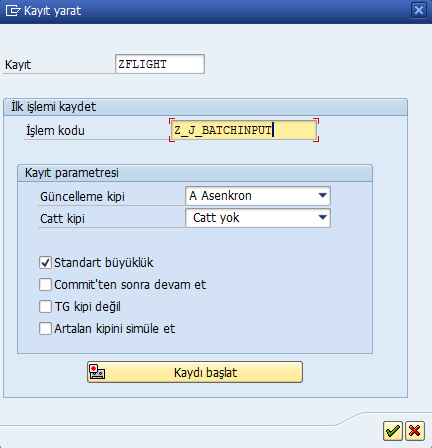 Kayıt yarat
Kayıt ZFLIGHT
İlk işlemi kaydet
İşlem kodu Z_J_BATCHINPUT
Kayıt parametresi
Güncelleme kipi A Asenkron
Catt kipi Catt yok
Standart büyüklük
Commit'ten sonra devam et
TG kipi değil
Artalan kipini simüle et
Kaydı başlat